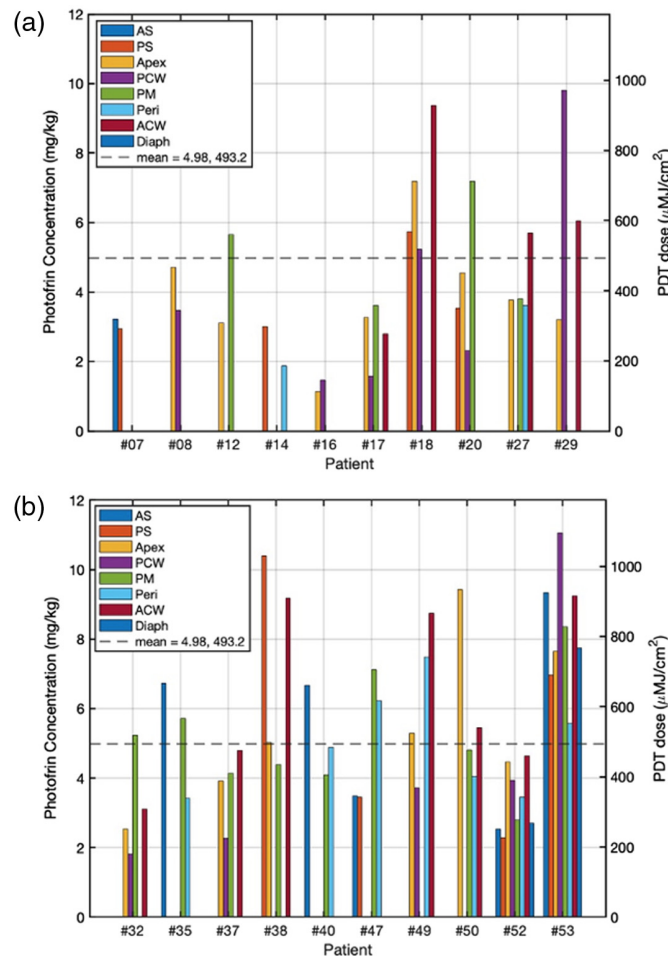 (a)
12
10
8
6
4
2
0
Photofrin Concentration (mg/kg)
AS
PS
Apex
PCW
PM
Peri
ACW
Diaph
mean = 4.98, 493.2
1000
800
600
400
200
0
PDT dose (μMJ/cm²)
#07 #08 #12 #14 #16 #17 #18 #20 #27 #29
Patient
(b)
12
10
8
6
4
2
0
Photofrin Concentration (mg/kg)
AS
PS
Apex
PCW
PM
Peri
ACW
Diaph
mean = 4.98, 493.2
1000
800
600
400
200
0
PDT dose (μMJ/cm²)
#32 #35 #37 #38 #40 #47 #49 #50 #52 #53
Patient